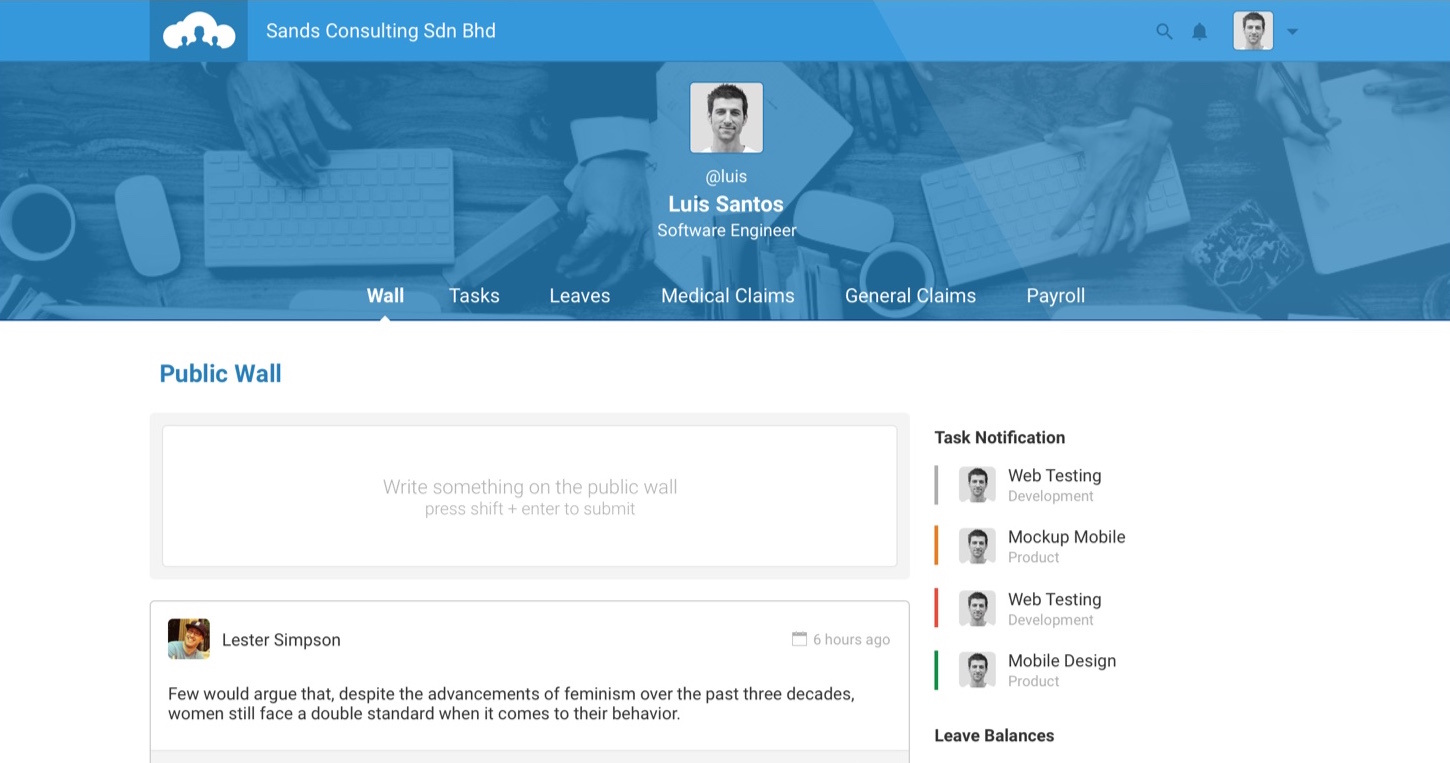 Sands Consulting Sdn Bhd
@luis
Luis Santos
Software Engineer
Wall
Tasks
Leaves
Medical Claims
General Claims
Payroll
Public Wall
Write something on the public wall
press shift + enter to submit
Lester Simpson
6 hours ago
Few would argue that, despite the advancements of feminism over the past three decades,
women still face a double standard when it comes to their behavior.
Task Notification
Web Testing
Development
Mockup Mobile
Product
Web Testing
Development
Mobile Design
Product
Leave Balances